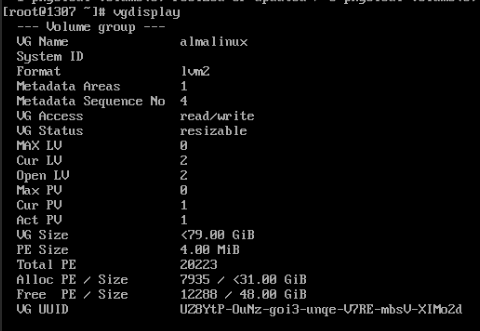 [root@1307 ~]# vgdisplay
--- Volume group ---
VG Name almalinux
System ID
Format lvm2
Metadata Areas 1
Metadata Sequence No 4
VG Access read/write
VG Status resizable
MAX LV 0
Cur LV 2
Open LV 2
Max PV 0
Cur PV 1
Act PV 1
VG Size <79.00 GiB
PE Size 4.00 MiB
Total PE 20223
Alloc PE / Size 7935 / <31.00 GiB
Free PE / Size 12288 / 48.00 GiB
VG UUID UZ8YtP-OuNz-goi3-unqe-V7RE-mbsV-XIMoZd